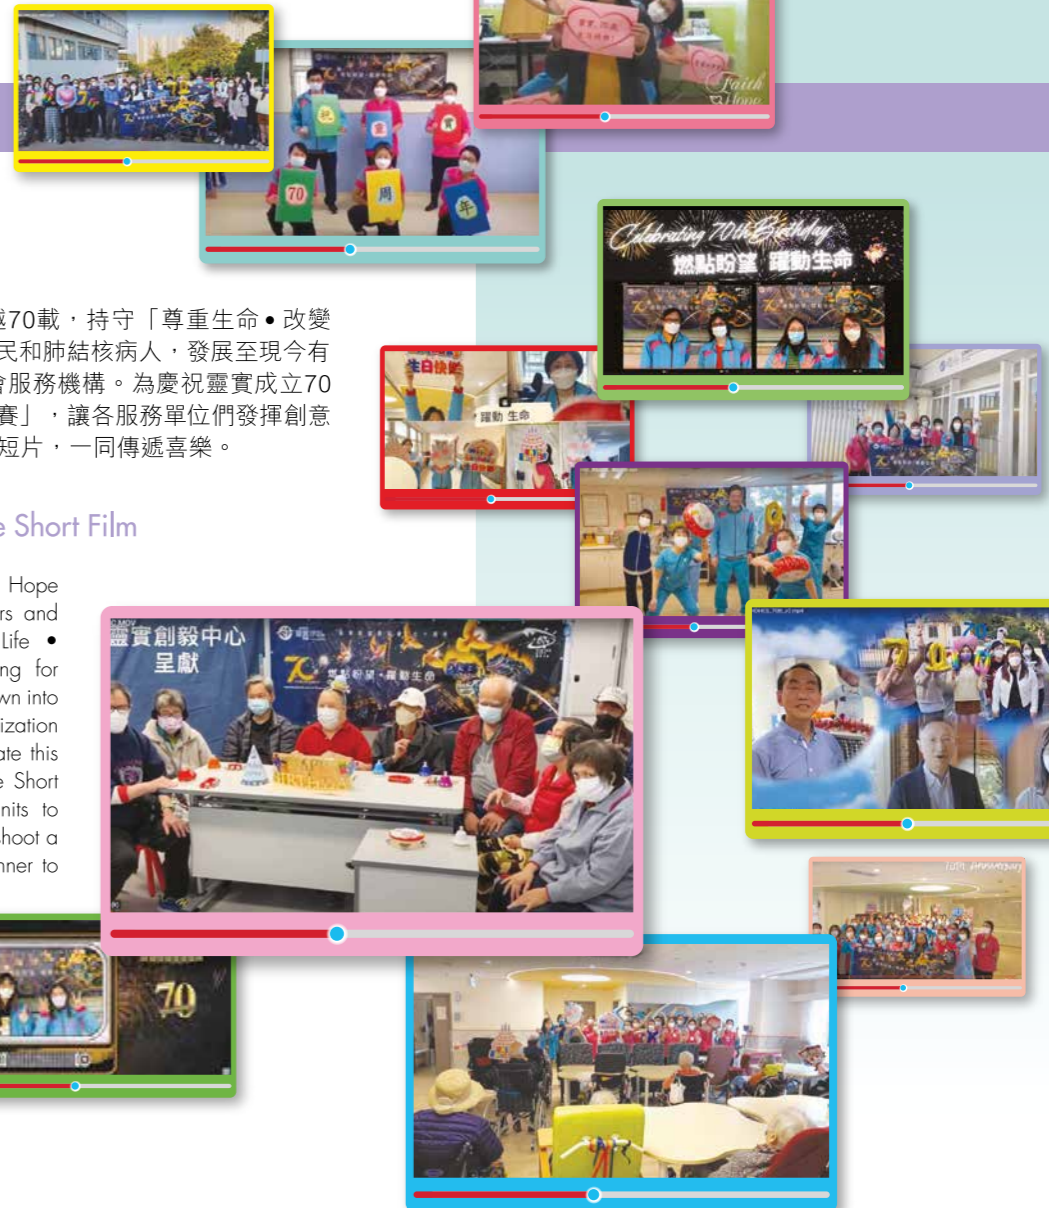 Faith
Hope
祝
靈
實
70
周
年
Celebrating 70th Birthday
燃點盼望 躍動生命
越70載，持守「尊重生命•改變
民和肺結核病人，發展至現今有
會服務機構。為慶祝靈實成立70
賽」，讓各服務單位們發揮創意
短片，一同傳遞喜樂。
生日快樂
躍動 生命
e Short Film
Hope
rs and
Life •
ng for
wn into
ization
ate this
e Short
nits to
shoot a
nner to
靈實創毅中心
呈獻
70
燃點盼望•躍動生命
70
70th Anniversary
70